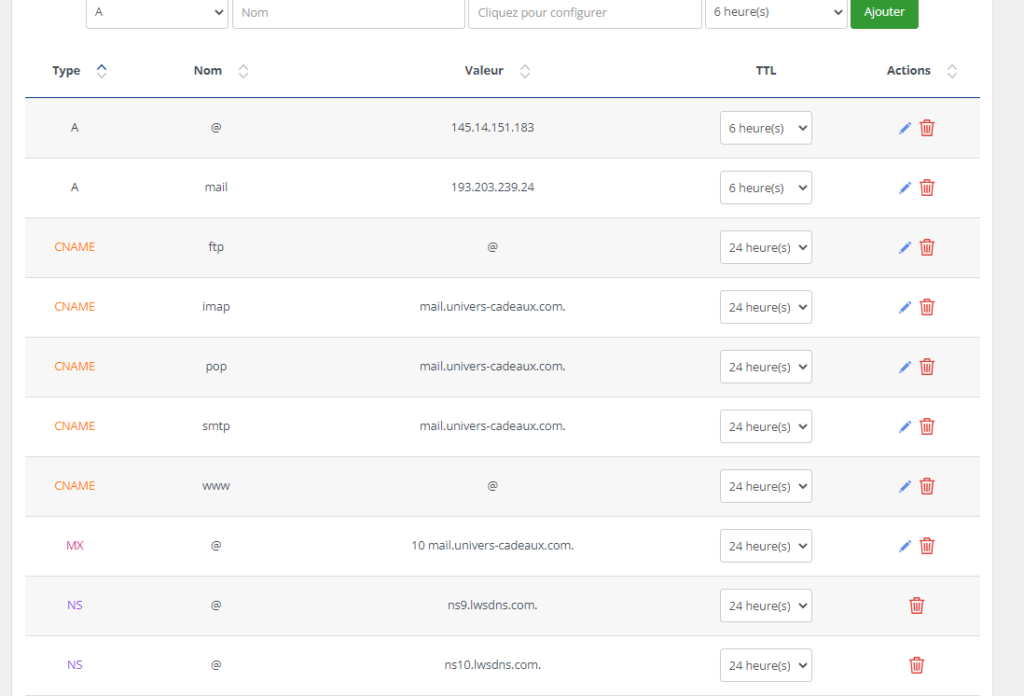 A Nom Cliquez pour configurer 6 heure(s) Ajouter
Type Nom Valeur TTL Actions
A @ 145.14.151.183 6 heure(s)
A mail 193.203.239.24 6 heure(s)
CNAME ftp @ 24 heure(s)
CNAME imap mail.univers-cadeaux.com. 24 heure(s)
CNAME pop mail.univers-cadeaux.com. 24 heure(s)
CNAME smtp mail.univers-cadeaux.com. 24 heure(s)
CNAME www @ 24 heure(s)
MX @ 10 mail.univers-cadeaux.com. 24 heure(s)
NS @ ns9.lwsdns.com. 24 heure(s)
NS @ ns10.lwsdns.com. 24 heure(s)